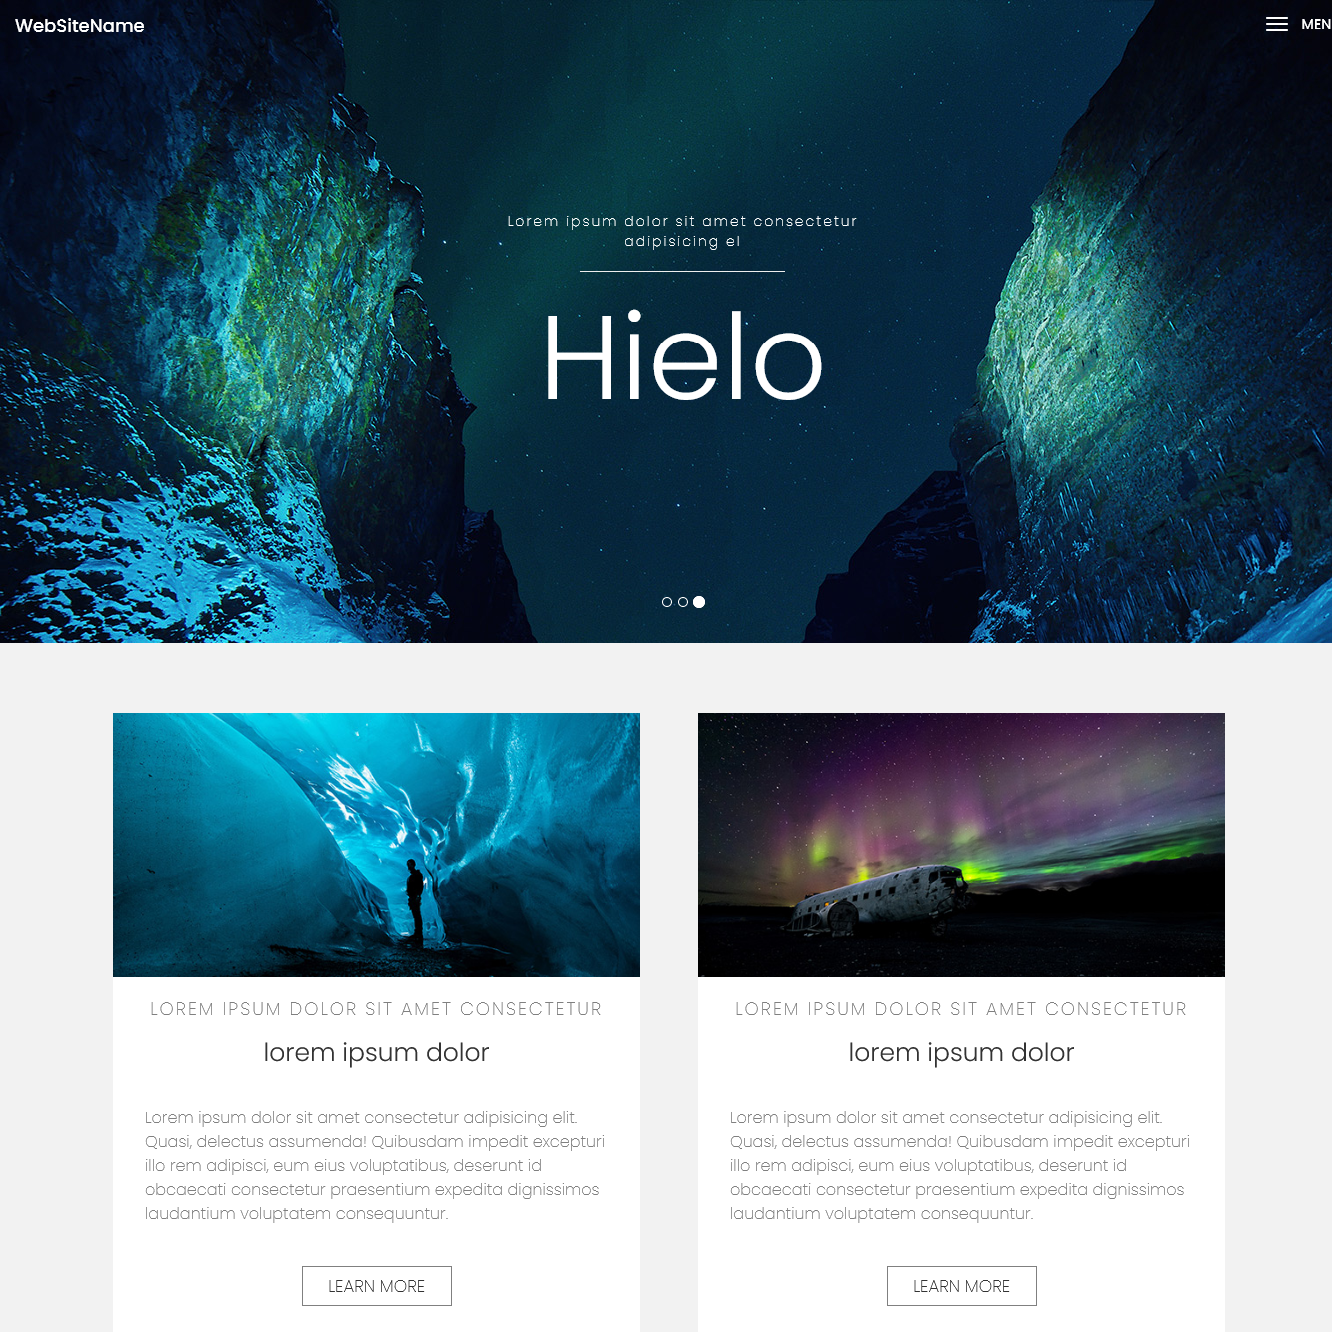 WebSiteName
MEN
Lorem ipsum dolor sit amet consectetur
adipisicing el
Hielo
LOREM IPSUM DOLOR SIT AMET CONSECTETUR
lorem ipsum dolor
Lorem ipsum dolor sit amet consectetur adipisicing elit.
Quasi, delectus assumenda! Quibusdam impedit excepturi
illo rem adipisci, eum eius voluptatibus, deserunt id
obcaecati consectetur praesentium expedita dignissimos
laudantium voluptatem consequuntur.
LEARN MORE
LOREM IPSUM DOLOR SIT AMET CONSECTETUR
lorem ipsum dolor
Lorem ipsum dolor sit amet consectetur adipisicing elit.
Quasi, delectus assumenda! Quibusdam impedit excepturi
illo rem adipisci, eum eius voluptatibus, deserunt id
obcaecati consectetur praesentium expedita dignissimos
laudantium voluptatem consequuntur.
LEARN MORE